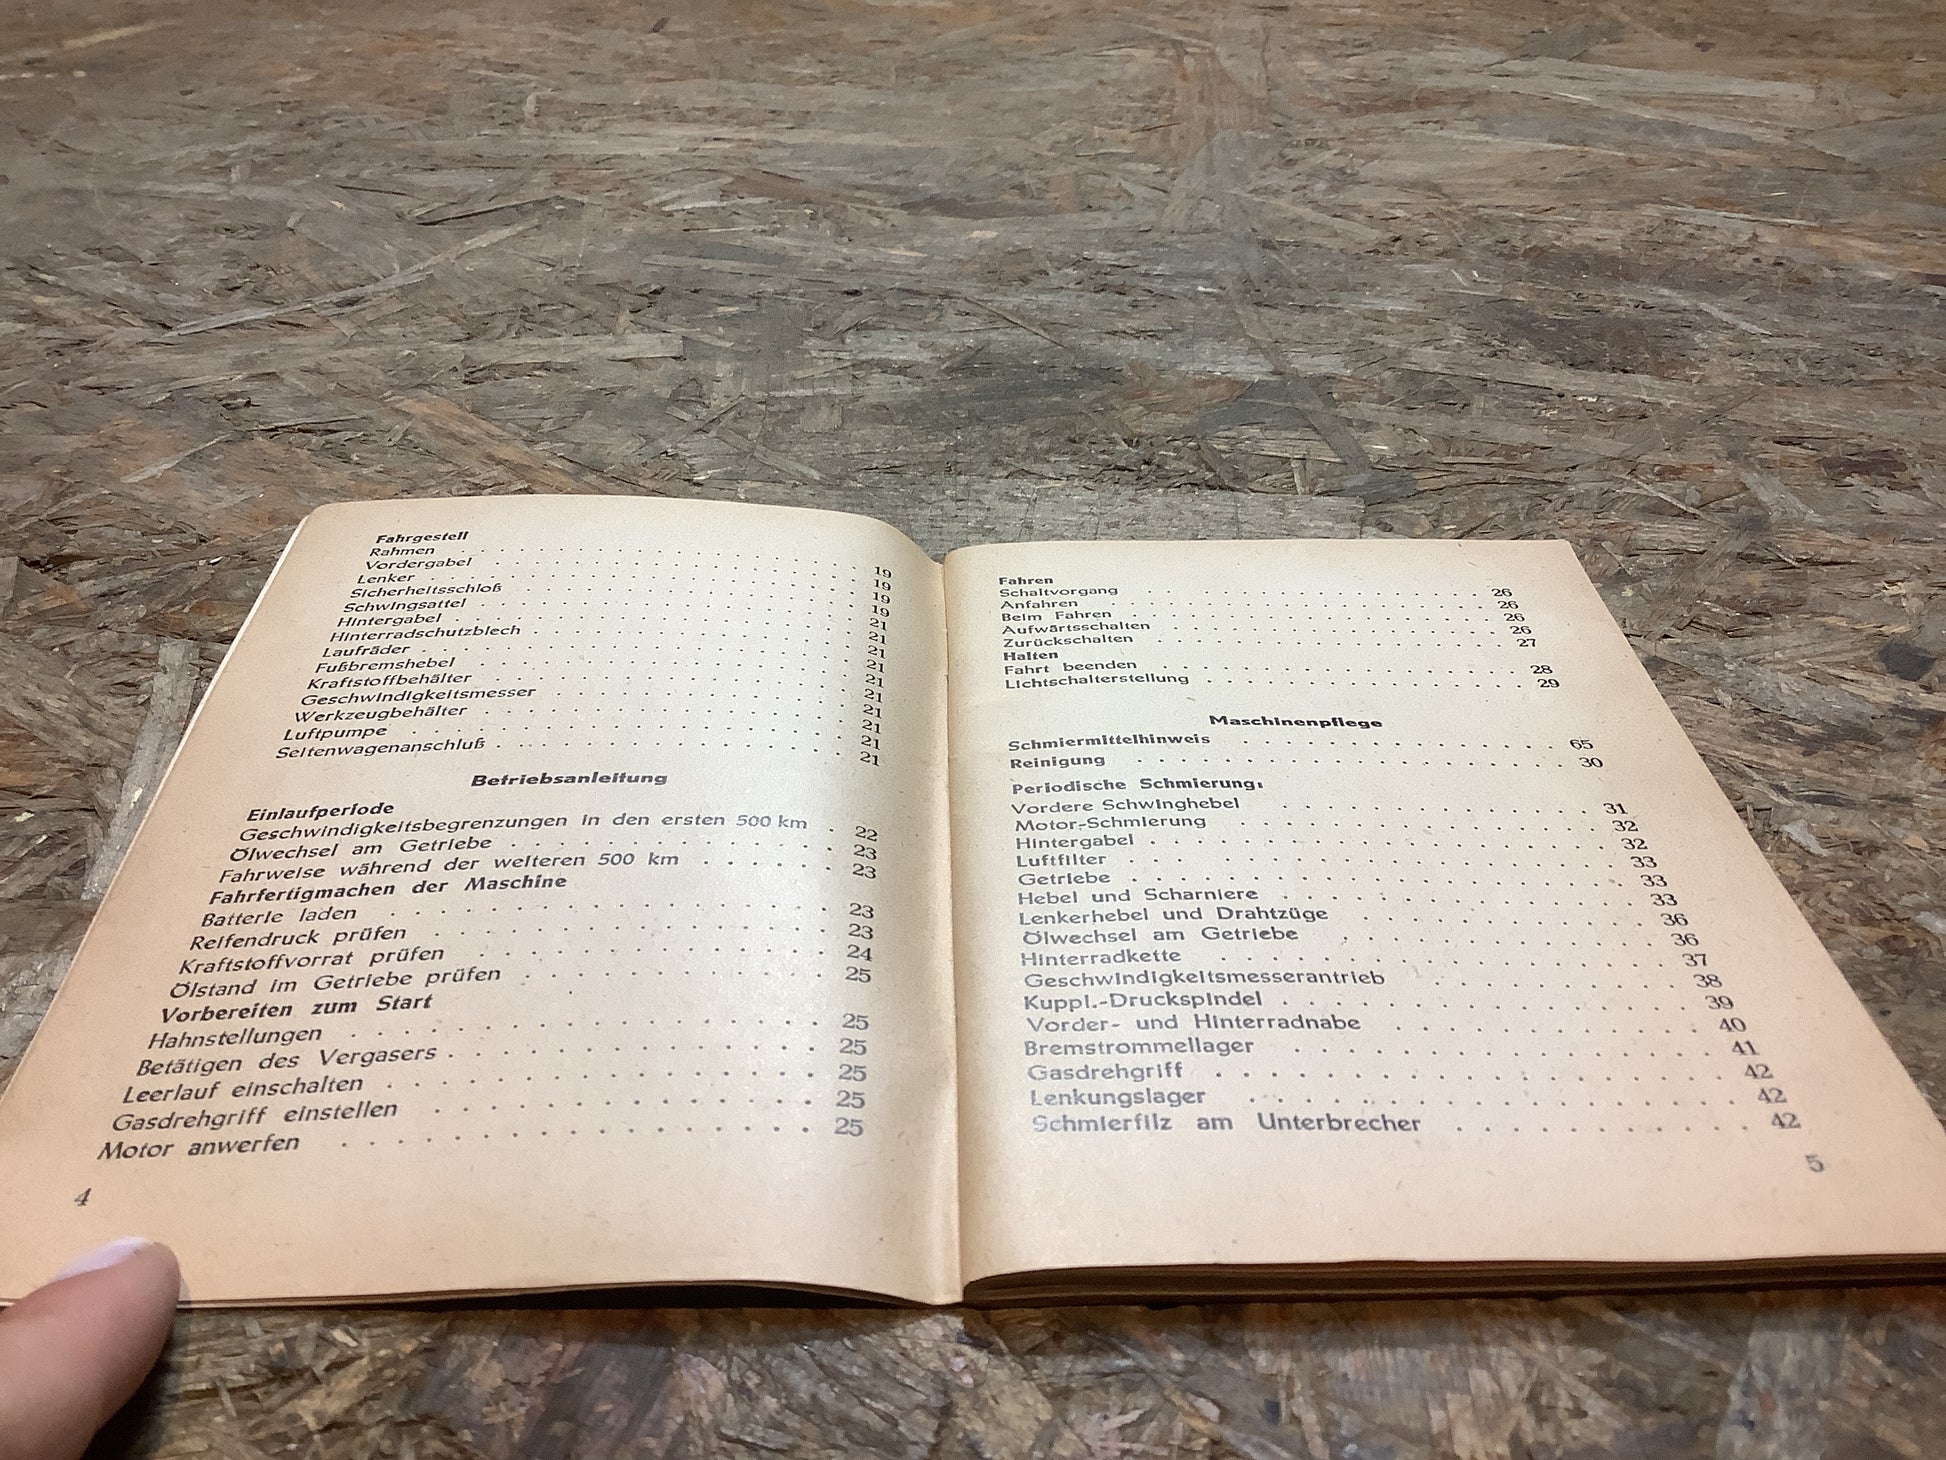 Fahrgestell
Rahmen . . . . . . . . . . 19
Vordergabel . . . . . . . . . . 19
Lenker . . . . . . . . . . 19
Sicherheitsschloß . . . . . . . . . . 19
Schwingsattel . . . . . . . . . . 21
Hintergabel . . . . . . . . . . 21
Hinterradschutzblech . . . . . . . . . . 21
Laufräder . . . . . . . . . . 21
Fußbremshebel . . . . . . . . . . 21
Kraftstoffbehälter . . . . . . . . . . 21
Geschwindigkeitsmesser . . . . . . . . . . 21
Werkzeugbehälter . . . . . . . . . . 21
Luftpumpe . . . . . . . . . . 21
Seitenwagenanschluß . . . . . . . . . . 21
Betriebsanleitung
Einlaufperiode
Geschwindigkeitsbegrenzungen in den ersten 500 km . 22
Ölwechsel am Getriebe . . . . . . . . . . 23
Fahrweise während der weiteren 500 km . . . . . 23
Fahrfertigmachen der Maschine
Batterie laden . . . . . . . . . . 23
Reifendruck prüfen . . . . . . . . . . 23
Kraftstoffvorrat prüfen . . . . . . . . . . 24
Ölstand im Getriebe prüfen . . . . . . . . . . 25
Vorbereiten zum Start
Hahnstellungen . . . . . . . . . . 25
Betätigen des Vergasers . . . . . . . . . . 25
Leerlauf einschalten . . . . . . . . . . 25
Gasdrehgriff einstellen . . . . . . . . . . 25
Motor anwerfen . . . . . . . . . . 25
4
Fahren
Schaltvorgang . . . . . . . . . . 26
Anfahren . . . . . . . . . . 26
Beim Fahren . . . . . . . . . . 26
Aufwärtsschalten . . . . . . . . . . 26
Zurückschalten . . . . . . . . . . 27
Halten
Fahrt beenden . . . . . . . . . . 28
Lichtschalterstellung . . . . . . . . . . 29
Maschinenpflege
Schmiermittelhinweis . . . . . . . . . . 65
Reinigung . . . . . . . . . . 30
Periodische Schmierung:
Vordere Schwinghebel . . . . . . . . . . 31
Motor-Schmierung . . . . . . . . . . 32
Hintergabel . . . . . . . . . . 32
Luftfilter . . . . . . . . . . 33
Getriebe . . . . . . . . . . 33
Hebel und Scharniere . . . . . . . . . . 33
Lenkerhebel und Drahtzüge . . . . . . . . . . 36
Ölwechsel am Getriebe . . . . . . . . . . 36
Hinterradkette . . . . . . . . . . 37
Geschwindigkeitsmesserantrieb . . . . . . . . . . 38
Kuppl.-Druckspindel . . . . . . . . . . 39
Vorder- und Hinterradnabe . . . . . . . . . . 40
Bremstrommellager . . . . . . . . . . 41
Gasdrehgriff . . . . . . . . . . 42
Lenkungslager . . . . . . . . . . 42
Schmierfilz am Unterbrecher . . . . . . . . . . 42
5